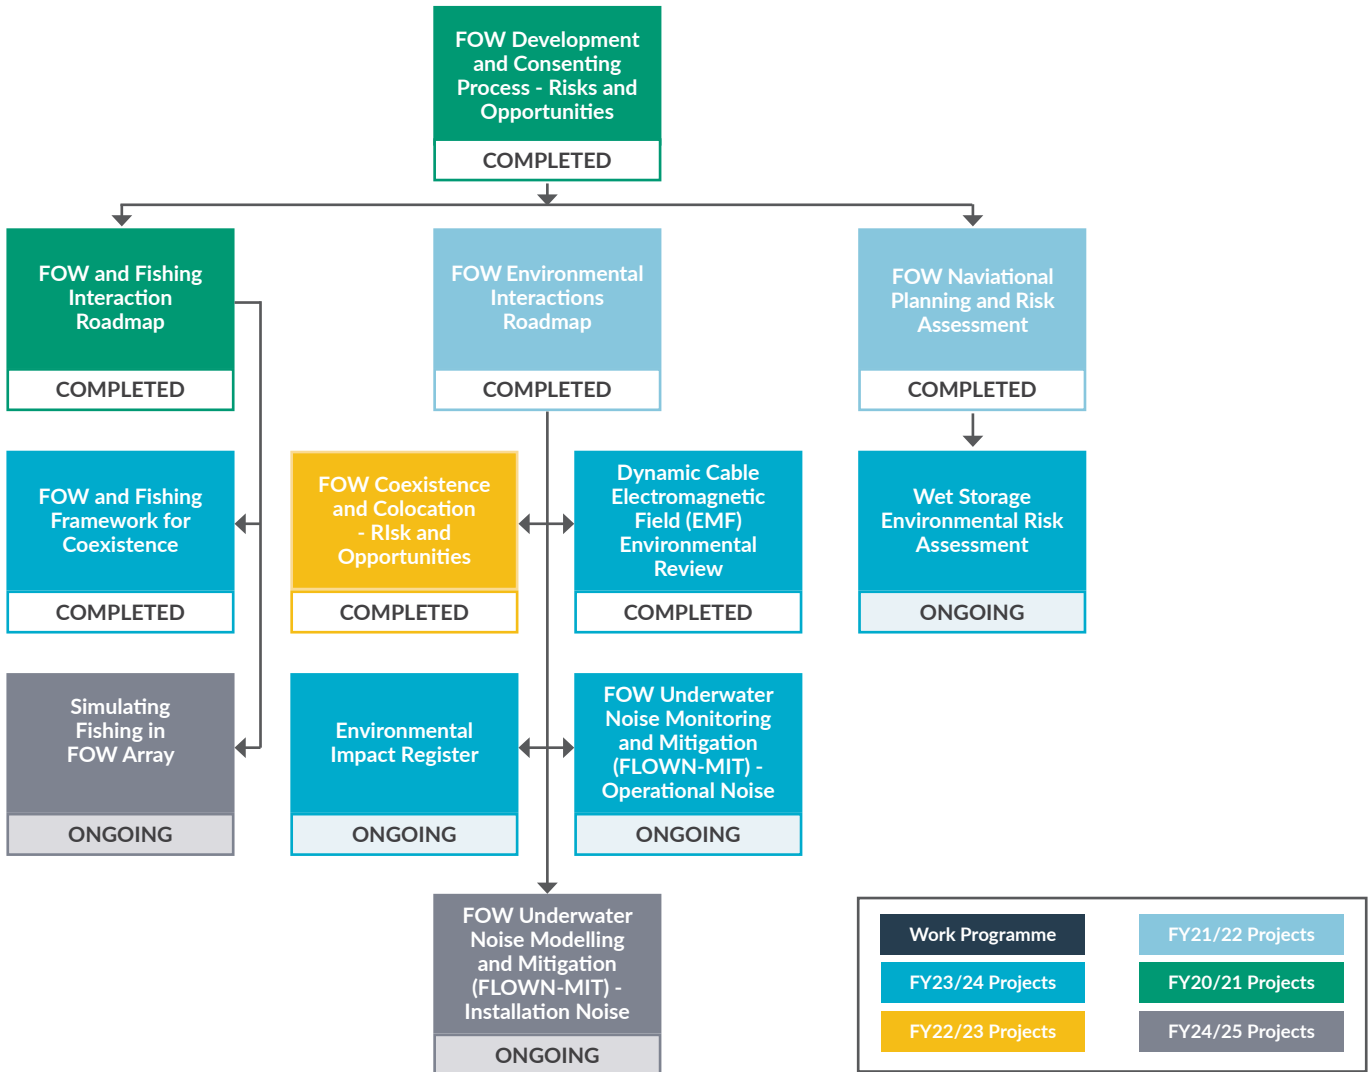 FOW Development
and Consenting
Process - Risks and
Opportunities
COMPLETED
FOW and Fishing
Interaction
Roadmap
COMPLETED
FOW Environmental
Interactions
Roadmap
COMPLETED
FOW Naviational
Planning and Risk
Assessment
COMPLETED
FOW and Fishing
Framework for
Coexistence
COMPLETED
FOW Coexistence
and Colocation
- RIsk and
Opportunities
COMPLETED
Dynamic Cable
Electromagnetic
Field (EMF)
Environmental
Review
COMPLETED
Wet Storage
Environmental Risk
Assessment
ONGOING
Simulating
Fishing in
FOW Array
ONGOING
Environmental
Impact Register
ONGOING
FOW Underwater
Noise Monitoring
and Mitigation
(FLOWN-MIT) -
Operational Noise
ONGOING
FOW Underwater
Noise Modelling
and Mitigation
(FLOWN-MIT) -
Installation Noise
ONGOING
Work Programme
FY21/22 Projects
FY23/24 Projects
FY20/21 Projects
FY22/23 Projects
FY24/25 Projects